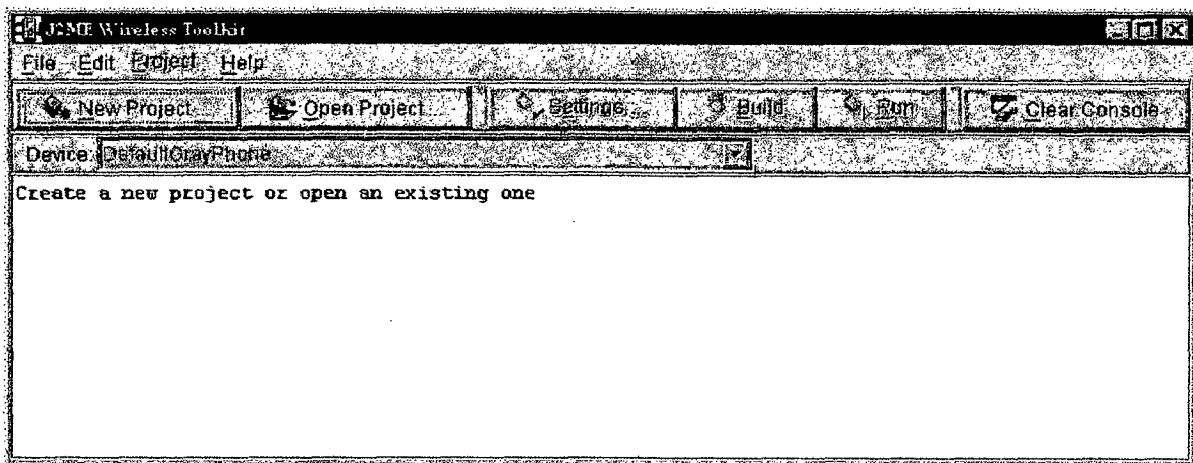 J2ME Wireless Toolkit
File Edit Project Help
New Project... Open Project... Settings... Build Run Clear Console
Device: DefaultGrayPhone
Create a new project or open an existing one